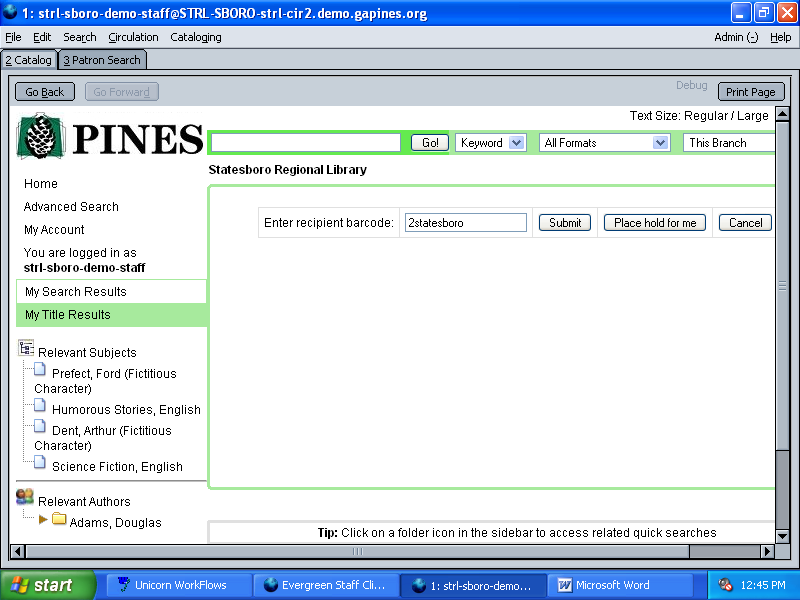 1: strl-sboro-demo-staff@STRL-SBORO-strl-cir2.demo.gapines.org
File Edit Search Circulation Cataloging Admin (-) Help
2 Catalog 3 Patron Search
Go Back Go Forward Debug Print Page
Text Size: Regular / Large
PINES
Go! Keyword All Formats This Branch
Statesboro Regional Library
Home
Advanced Search
My Account
You are logged in as
strl-sboro-demo-staff
Enter recipient barcode: 2statesboro Submit Place hold for me Cancel
My Search Results
My Title Results
Relevant Subjects
Prefect, Ford (Fictitious
Character)
Humorous Stories, English
Dent, Arthur (Fictitious
Character)
Science Fiction, English
Relevant Authors
Adams, Douglas
Tip: Click on a folder icon in the sidebar to access related quick searches
start Unicorn WorkFlows Evergreen Staff Cli... 1: strl-sboro-demo... Microsoft Word 12:45 PM